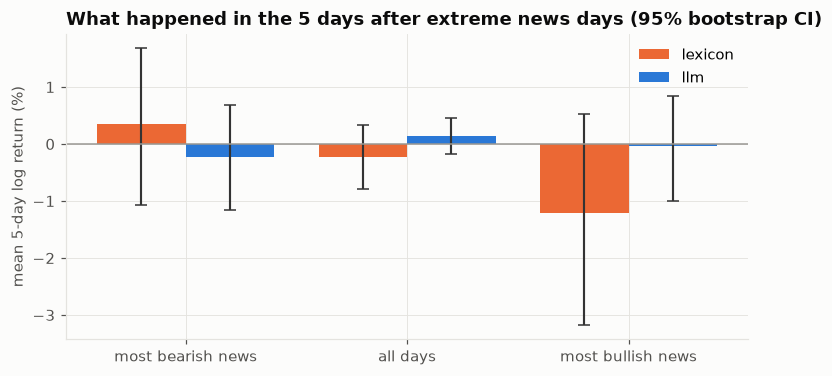 What happened in the 5 days after extreme news days (95% bootstrap CI)
lexicon
llm
mean 5-day log return (%)
1
0
−1
−2
−3
most bearish news
all days
most bullish news